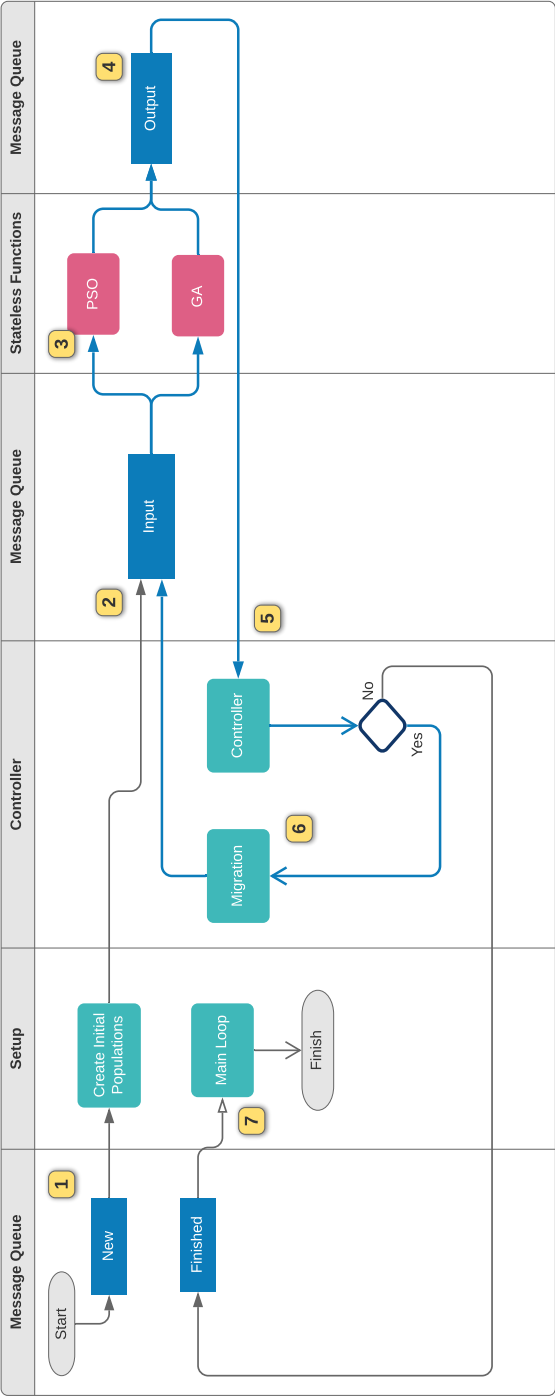 Message Queue
Setup
Controller
Message Queue
Stateless Functions
Message Queue
Start
1
New
Create Initial
Populations
2
Input
3
PSO
GA
4
Output
5
Controller
No
Yes
6
Migration
Finished
7
Main Loop
Finish